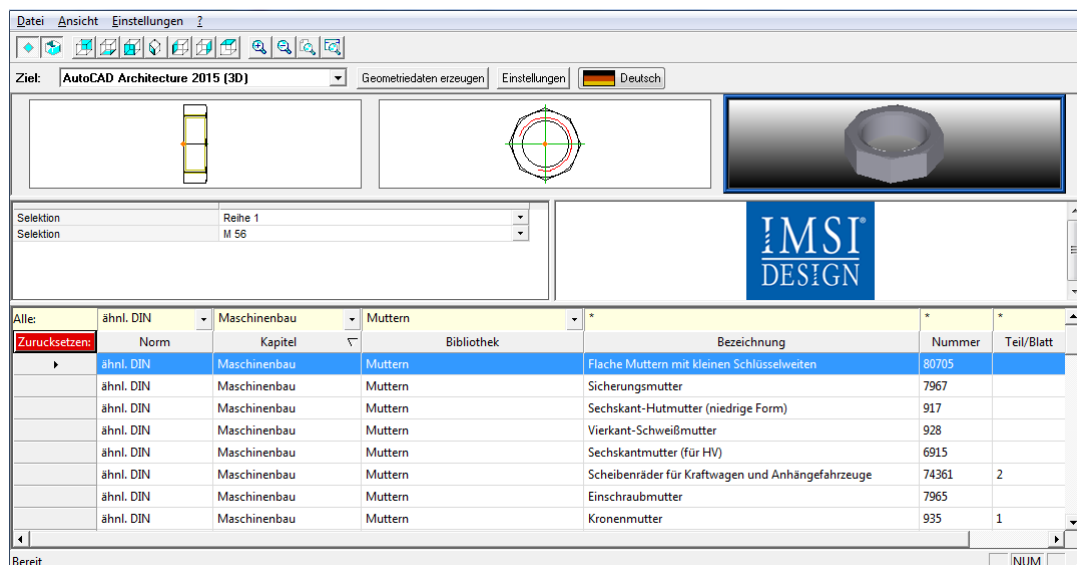 Datei Ansicht Einstellungen ?
Ziel: AutoCAD Architecture 2015 (3D) Geometriedaten erzeugen Einstellungen Deutsch
Selektion Reihe 1
Selektion M 56
IMSI®
DESIGN
Alle: ähnl. DIN Maschinenbau Muttern * * *
Zurucksetzen: Norm Kapitel Bibliothek Bezeichnung Nummer Teil/Blatt
ähnl. DIN Maschinenbau Muttern Flache Muttern mit kleinen Schlüsselweiten 80705
ähnl. DIN Maschinenbau Muttern Sicherungsmutter 7967
ähnl. DIN Maschinenbau Muttern Sechskant-Hutmutter (niedrige Form) 917
ähnl. DIN Maschinenbau Muttern Vierkant-Schweißmutter 928
ähnl. DIN Maschinenbau Muttern Sechskantmutter (für HV) 6915
ähnl. DIN Maschinenbau Muttern Scheibenräder für Kraftwagen und Anhängefahrzeuge 74361 2
ähnl. DIN Maschinenbau Muttern Einschraubmutter 7965
ähnl. DIN Maschinenbau Muttern Kronenmutter 935 1
Bereit NUM